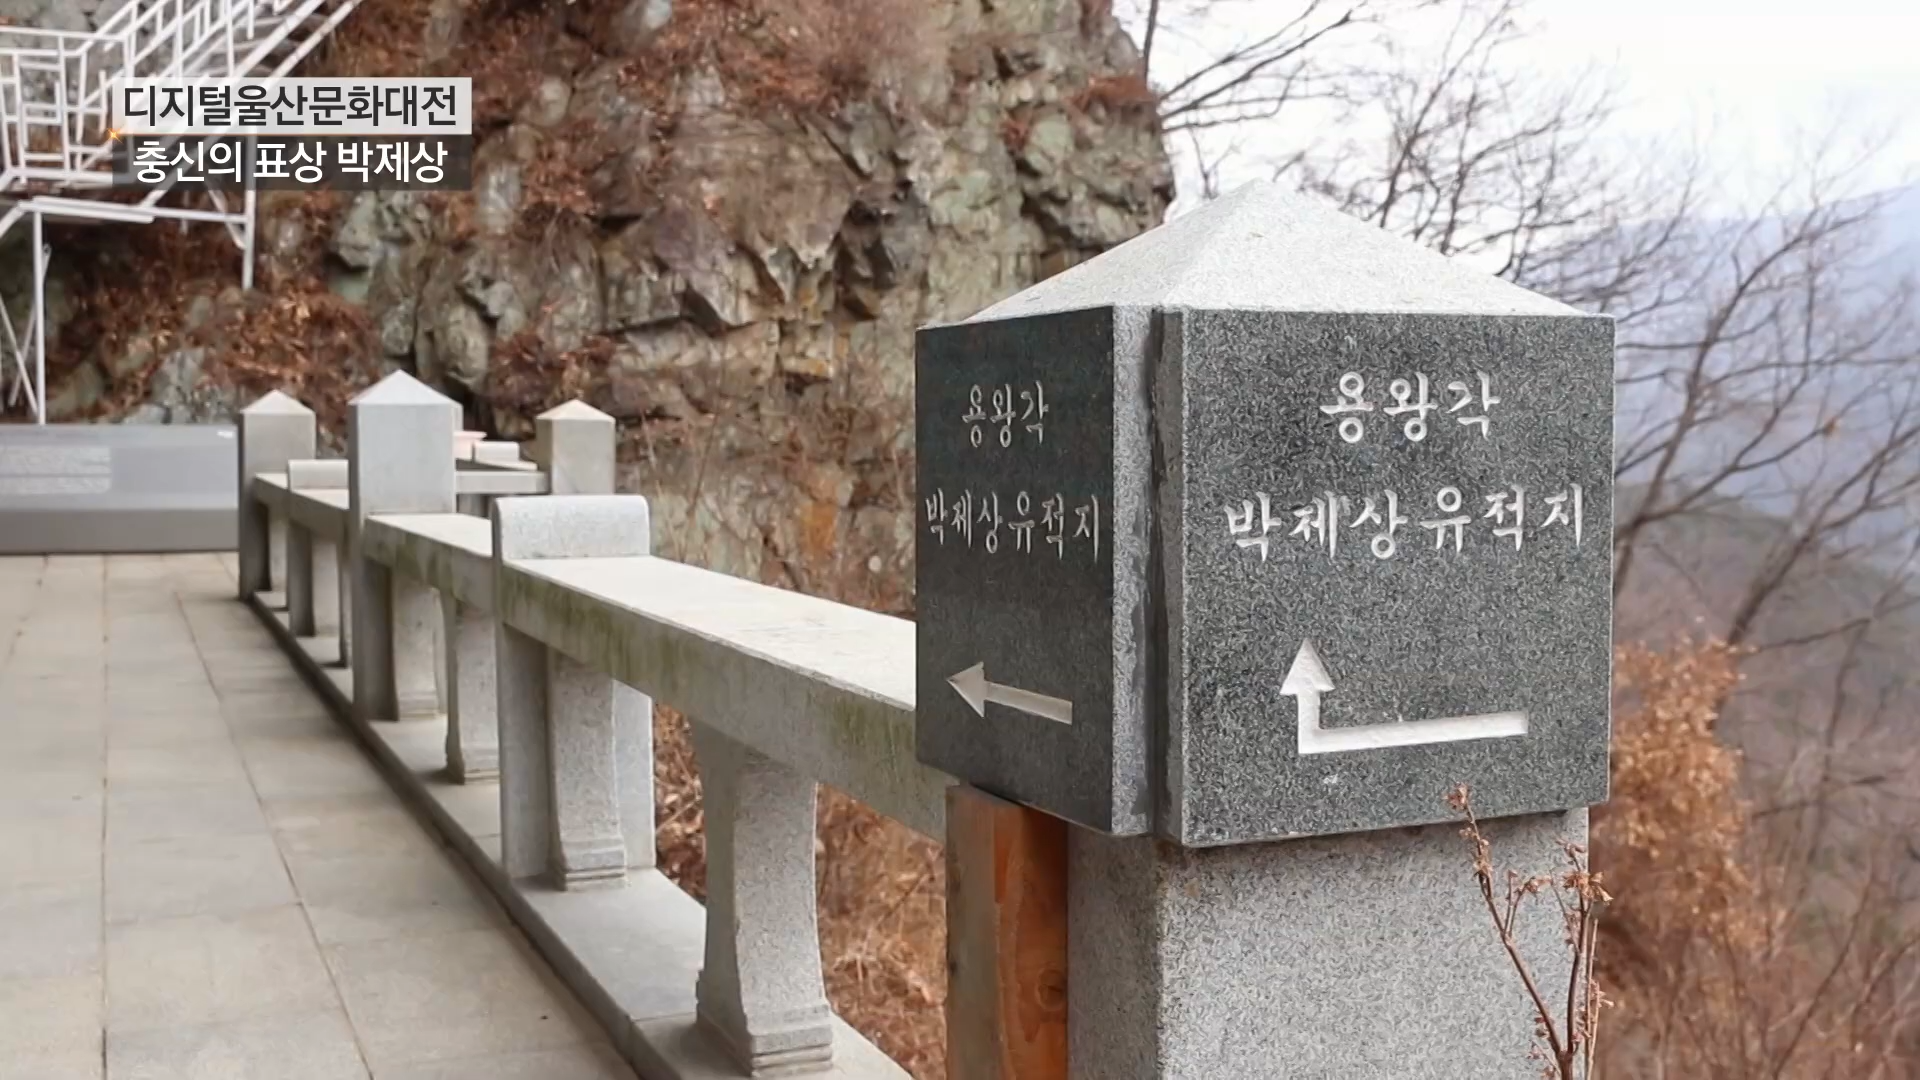 디지털울산문화대전
충신의 표상 박제상
용왕각
박제상유적지
용왕각
박제상유적지